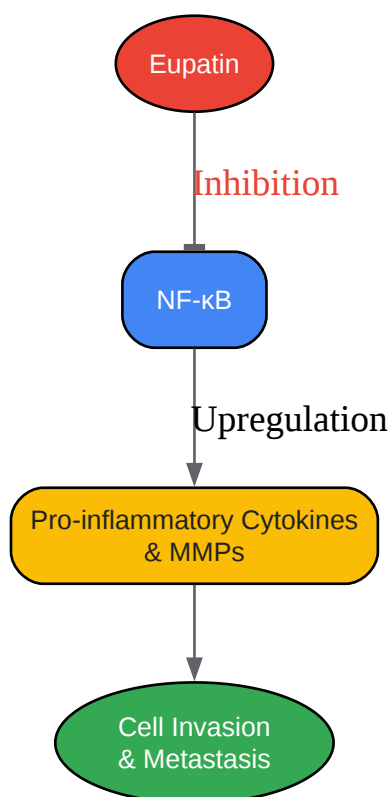 Eupatin
Inhibition
NF-κB
Upregulation
Pro-inflammatory Cytokines
& MMPs
Cell Invasion
& Metastasis